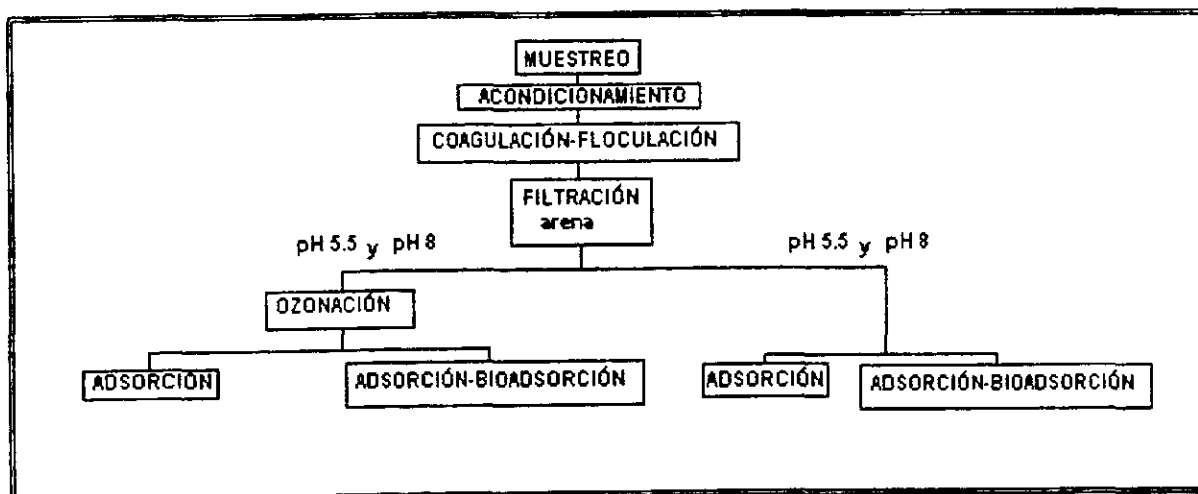 MUESTREO
ACONDICIONAMIENTO
COAGULACIÓN-FLOCULACIÓN
FILTRACIÓN
arena
pH 5.5 y pH 8
pH 5.5 y pH 8
OZONACIÓN
ADSORCIÓN
ADSORCIÓN-BIOADSORCIÓN
ADSORCIÓN
ADSORCIÓN-BIOADSORCIÓN